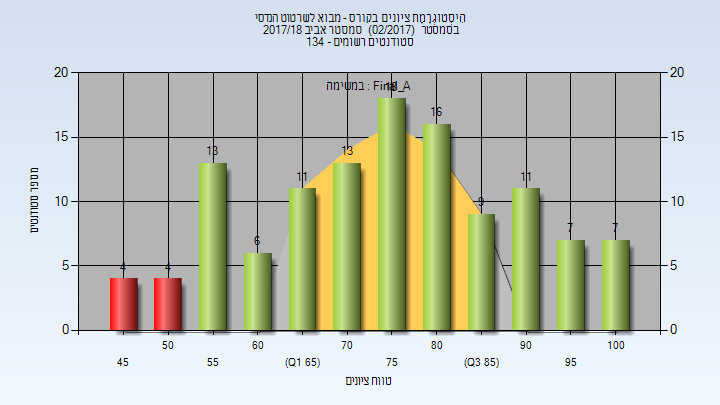 היסטוגרמת ציונים בקורס - מבוא לשרטוט הנדסי
בסמסטר (02/2017) סמסטר אביב 2017/18
סטודנטים רשומים - 134
במשימה : Final_A
20 20
15 15
10 10
5 5
0 0
מספר סטודנטים
4 4 13 6 11 13 18 16 9 11 7 7
50 60 70 80 90 100
45 55 (Q1 65) 75 (Q3 85) 95
טווח ציונים